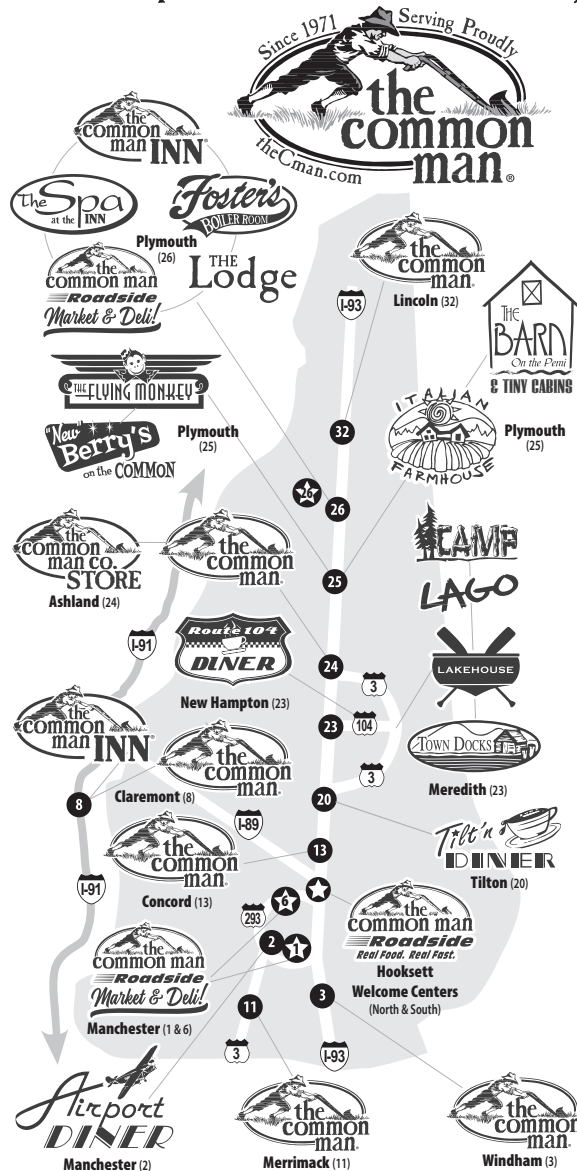 Since 1971 Serving Proudly
the
common
man®
theCman.com
the
common
man INN®
The Spa
at the INN
Foster's
BOILER ROOM
Plymouth
(26)
the
common man
Roadside
Market & Deli!
THE
Lodge
the
common
man®
Lincoln (32)
I-93
THE
BARN
On the Pemi
& TINY CABINS
THE FLYING MONKEY
"New"
Berry's
on the COMMON
Plymouth
(25)
ITALIAN
FARMHOUSE
Plymouth
(25)
32
26
26
25
the
common
man co.
STORE
Ashland (24)
the
common
man®
CAMP
LAGO
I-91
Route 104
DINER
New Hampton (23)
24
3
23
104
3
LAKEHOUSE
TOWN DOCKS
Meredith (23)
the
common
man INN®
the
common
man®
Claremont (8)
8
I-89
20
Tilt'n
DINER
Tilton (20)
13
the
common
man®
Concord (13)
I-91
293
6
2
1
the
common man
Roadside
Real Food. Real Fast.
Hooksett
Welcome Centers
(North & South)
the
common man
Roadside
Market & Deli!
Manchester (1 & 6)
11
3
3
I-93
Airport
DINER
Manchester (2)
the
common
man®
Merrimack (11)
the
common
man®
Windham (3)